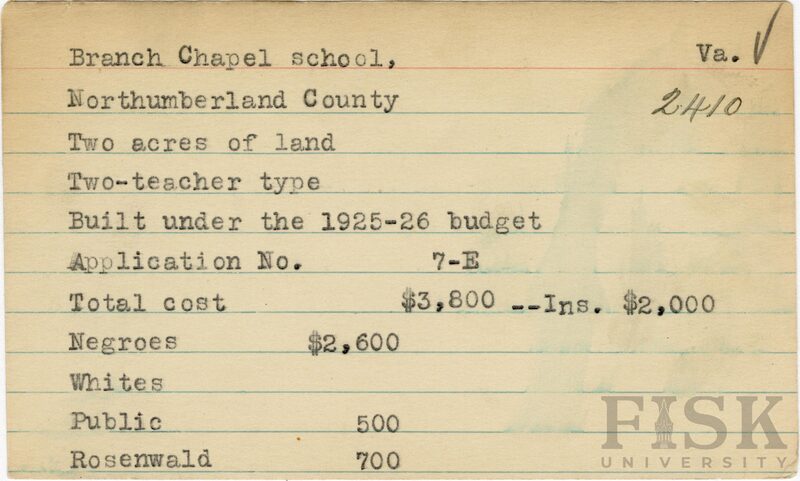 Branch Chapel school, Va. ✓
Northumberland County 2410
Two acres of land
Two-teacher type
Built under the 1925-26 budget
Application No. 7-E
Total cost $3,800 --Ins. $2,000
Negroes $2,600
Whites
Public 500
Rosenwald 700
FISK
UNIVERSITY